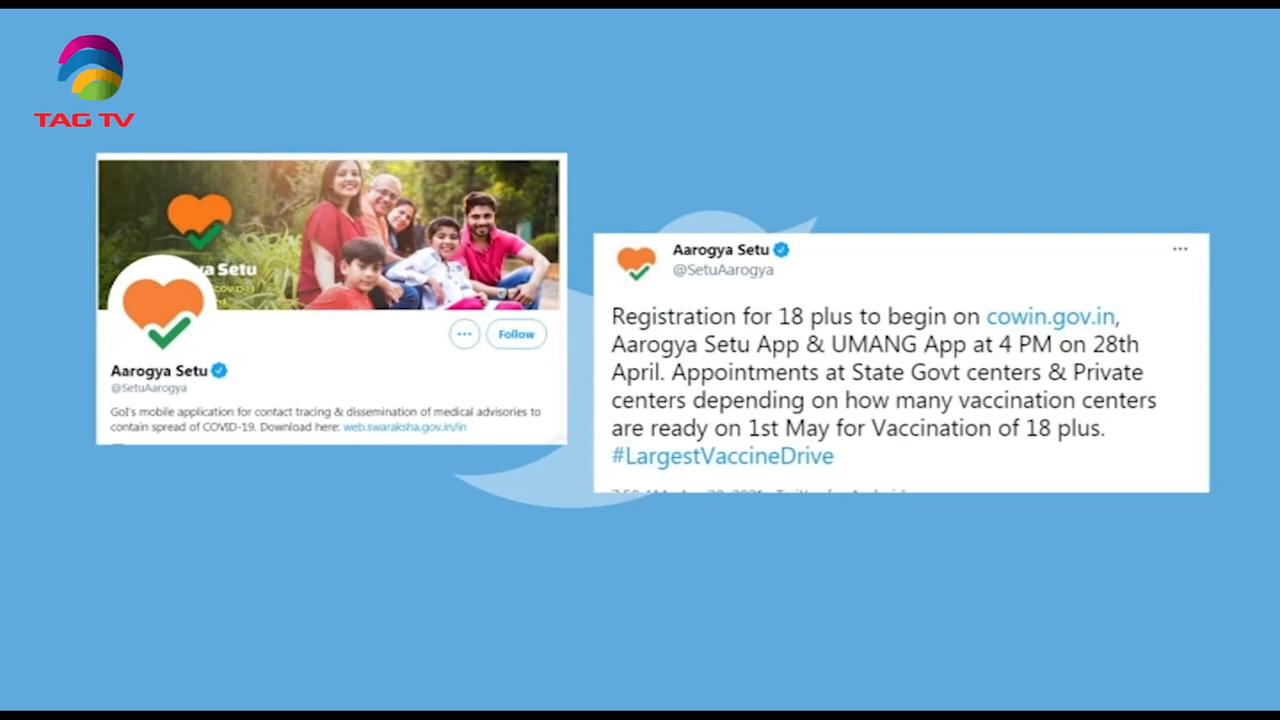 TAG TV
ya Setu
COVID-19
Follow
Aarogya Setu
@SetuAarogya
GoI's mobile application for contact tracing & dissemination of medical advisories to
contain spread of COVID-19. Download here: web.swaraksha.gov.in/in
Aarogya Setu
@SetuAarogya
Registration for 18 plus to begin on cowin.gov.in,
Aarogya Setu App & UMANG App at 4 PM on 28th
April. Appointments at State Govt centers & Private
centers depending on how many vaccination centers
are ready on 1st May for Vaccination of 18 plus.
#LargestVaccineDrive